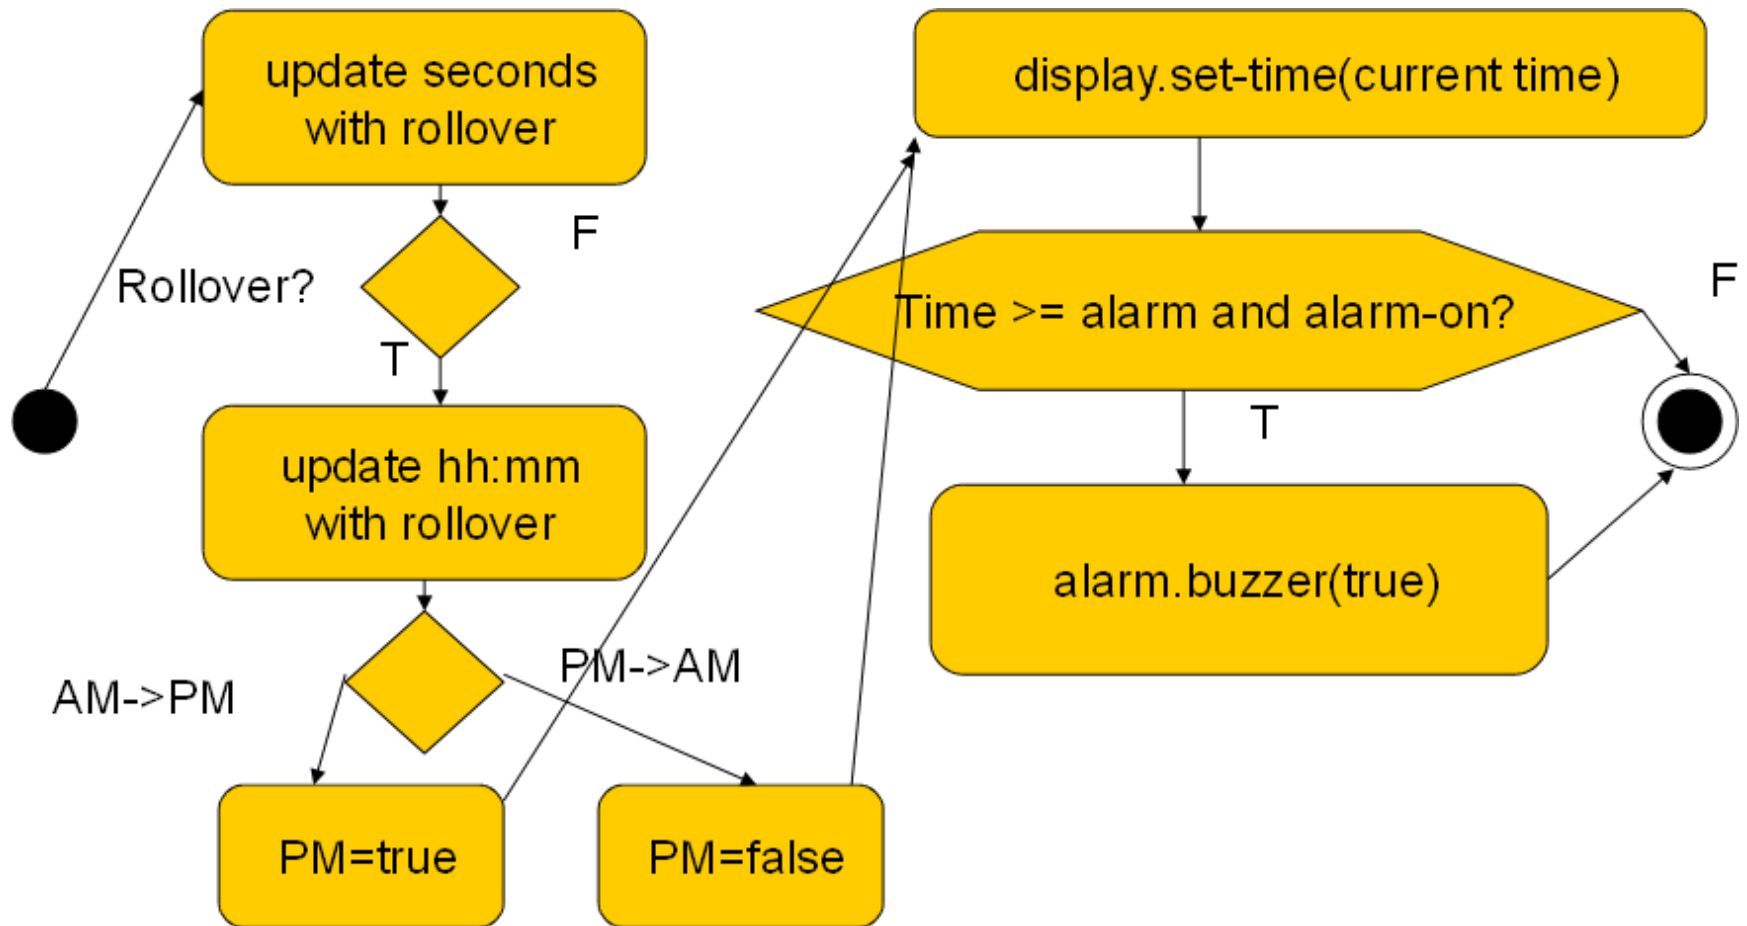 update seconds
with rollover
F
Rollover?
T
update hh:mm
with rollover
AM->PM
PM->AM
PM=true
PM=false
display.set-time(current time)
Time >= alarm and alarm-on?
F
T
alarm.buzzer(true)